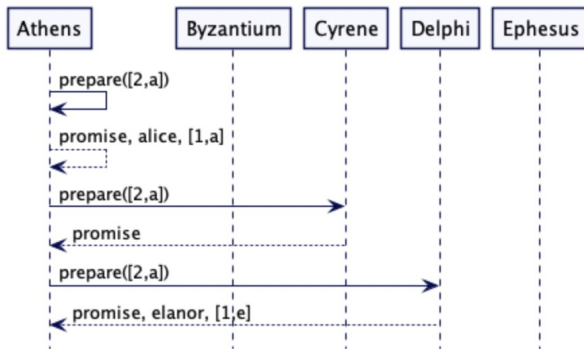 Athens Byzantium Cyrene Delphi Ephesus
prepare([2,a])
promise, alice, [1,a]
prepare([2,a])
promise
prepare([2,a])
promise, elanor, [1,e]